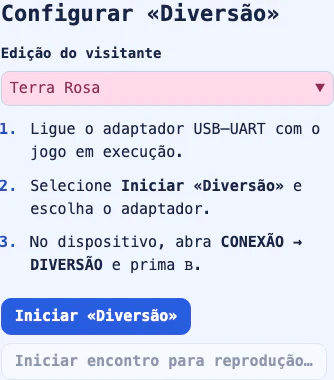 Configurar «Diversão»
Edição do visitante
Terra Rosa
1. Ligue o adaptador USB–UART com o
jogo em execução.
2. Selecione Iniciar «Diversão» e
escolha o adaptador.
3. No dispositivo, abra CONEXÃO →
DIVERSÃO e prima B.
Iniciar «Diversão»
Iniciar encontro para reprodução…